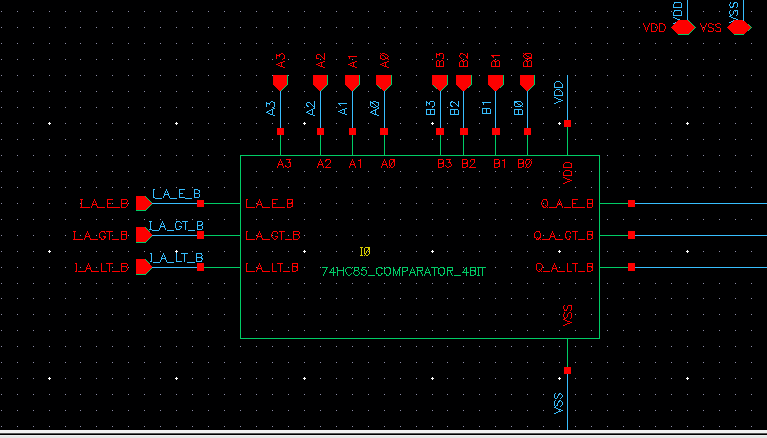 VDD
VSS
VDD
VSS
A3
A2
A1
A0
B3
B2
B1
B0
A3
A2
A1
A0
B3
B2
B1
B0
VDD
A3
A2
A1
A0
B3
B2
B1
B0
VDD
I_A_E_B
I_A_E_B
I_A_E_B
O_A_E_B
I_A_GT_B
I_A_GT_B
I_A_GT_B
O_A_GT_B
I0
I_A_LT_B
I_A_LT_B
I_A_LT_B
O_A_LT_B
74HC85_COMPARATOR_4BIT
VSS
VSS